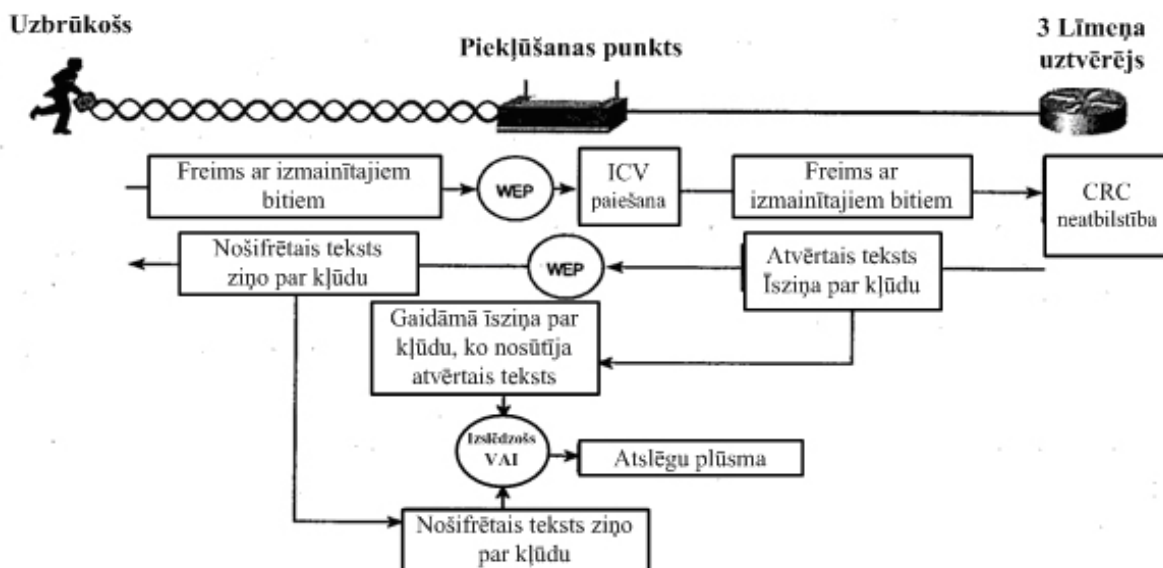 Uzbrūkošs
Piekļūšanas punkts
3 Līmeņa
uztvērējs
Freims ar izmainītajiem
bitiem
WEP
ICV
paiešana
Freims ar
izmainītajiem bitiem
CRC
neatbilstība
Nošifrētais teksts
ziņo par kļūdu
WEP
Atvērtais teksts
Īsziņa par kļūdu
Gaidāmā īsziņa par
kļūdu, ko nosūtīja
atvērtais teksts
Izslēdzošs
VAI
Atslēgu plūsma
Nošifrētais teksts ziņo
par kļūdu